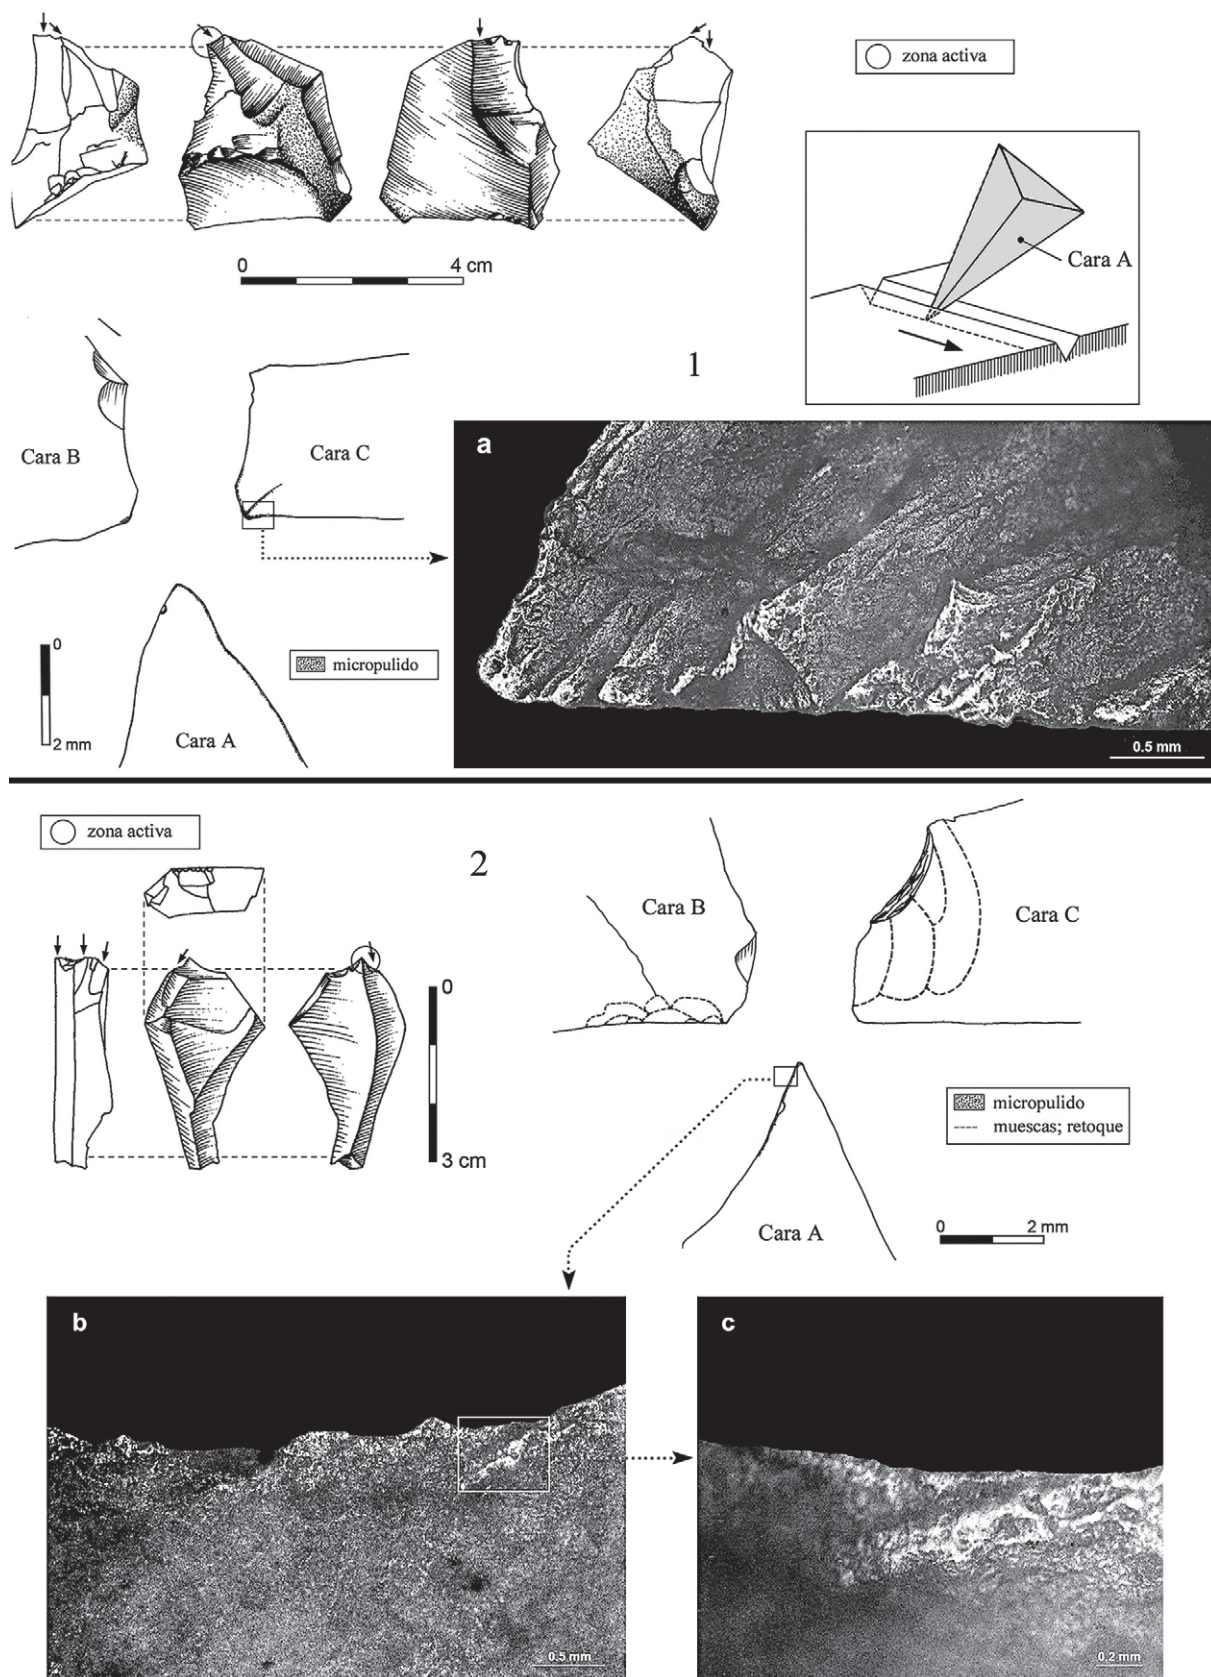 zona activa
0 4 cm
Cara A
1
Cara B
Cara C
a
0
micropulido
2 mm
Cara A
0.5 mm
zona activa
2
Cara B
Cara C
0
3 cm
micropulido
muescas; retoque
Cara A
0 2 mm
b
c
0.5 mm
0.2 mm